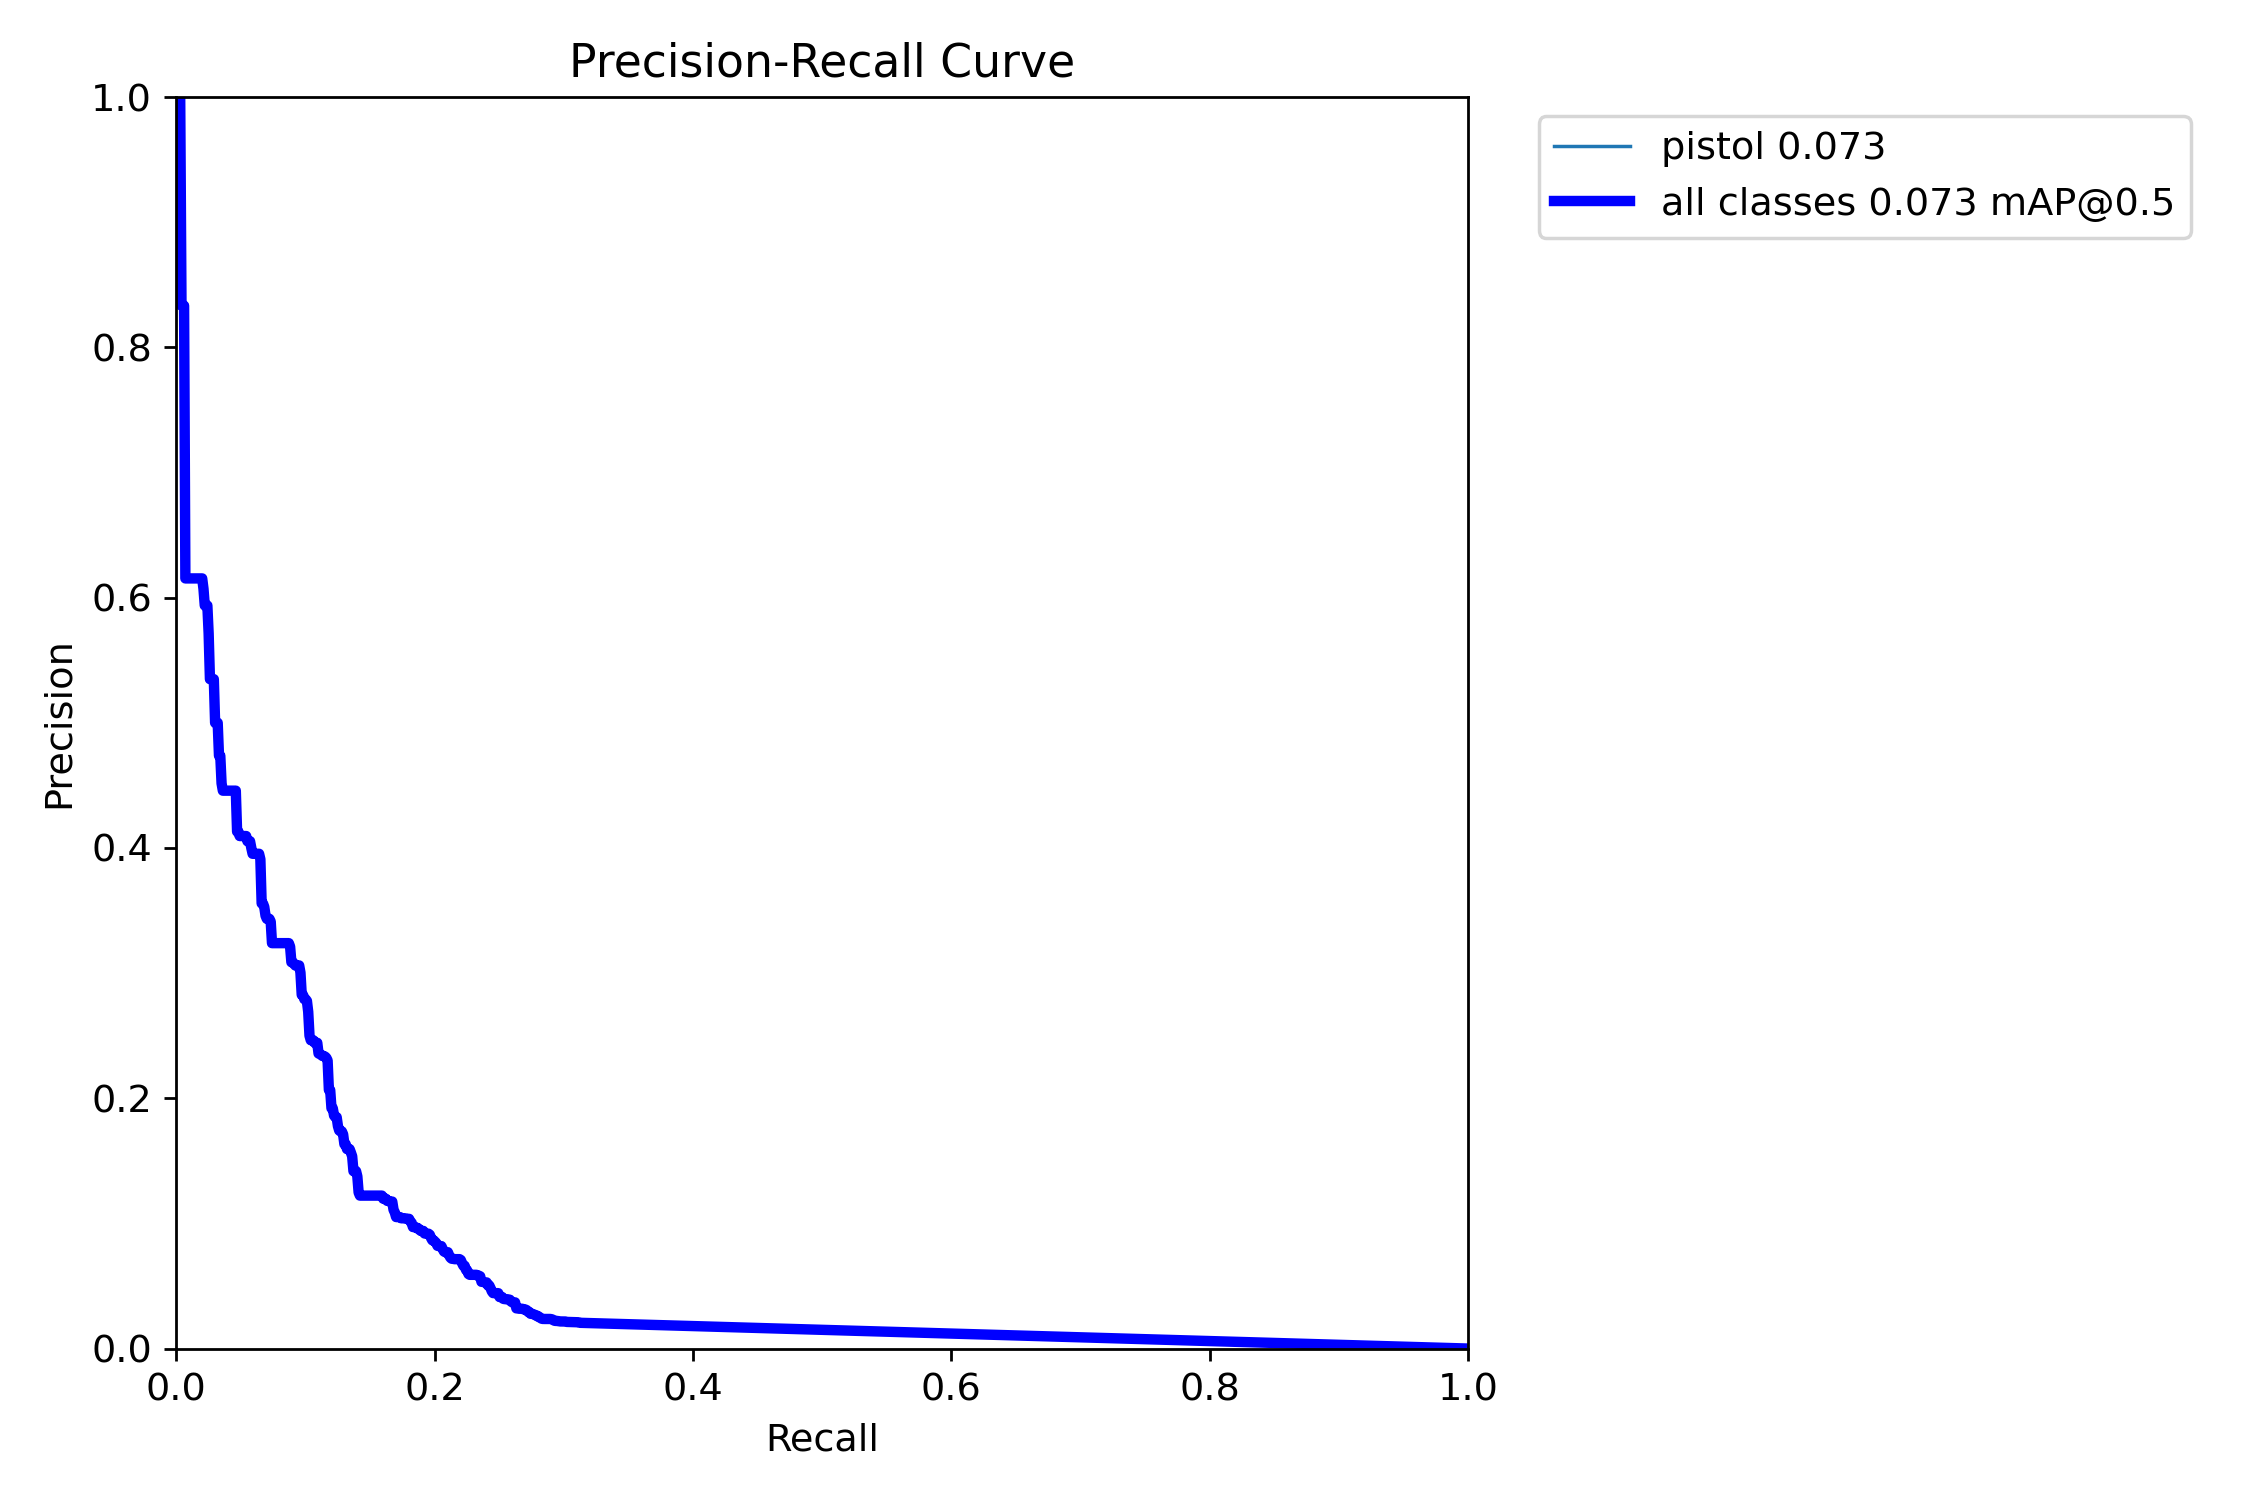 Precision-Recall Curve
pistol 0.073
all classes 0.073 mAP@0.5
Precision
1.0
0.8
0.6
0.4
0.2
0.0
0.0 0.2 0.4 0.6 0.8 1.0
Recall